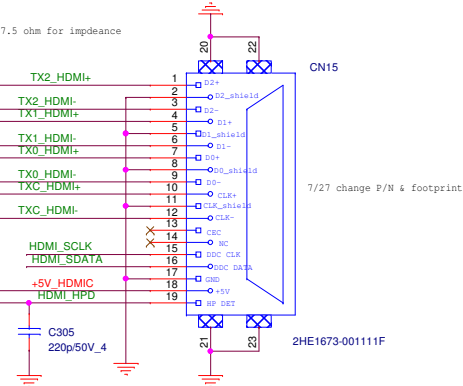 7.5 ohm for impdeance
20
22
CN15
TX2_HDMI+ 1 D2+
2 D2_shield
TX2_HDMI- 3 D2-
TX1_HDMI+ 4 D1+
5 D1_shield
TX1_HDMI- 6 D1-
TX0_HDMI+ 7 D0+
8 D0_shield
TX0_HDMI- 9 D0-
TXC_HDMI+ 10 CLK+
7/27 change P/N & footprint
11 CLK_shield
TXC_HDMI- 12 CLK-
13 CEC
14 NC
HDMI_SCLK 15 DDC CLK
HDMI_SDATA 16 DDC DATA
17 GND
+5V_HDMIC 18 +5V
HDMI_HPD 19 HP DET
C305
220p/50V_4
21
23
2HE1673-001111F